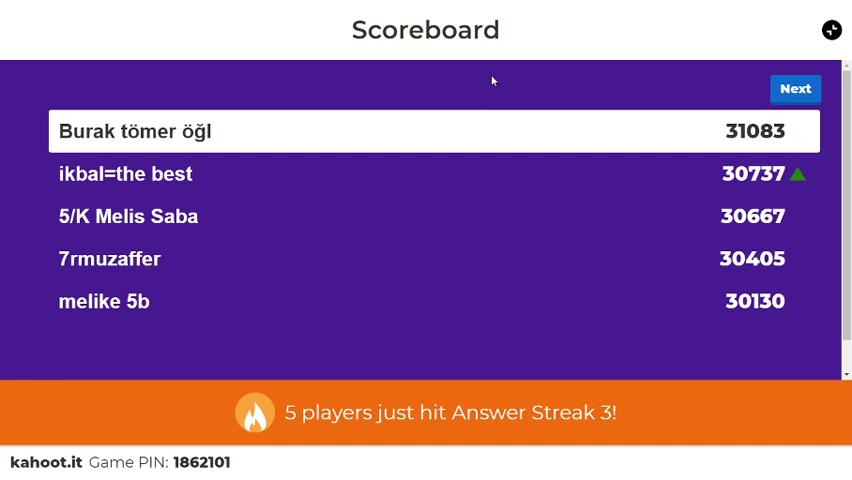 Scoreboard
Next
Burak tömer öğl 31083
ikbal=the best 30737
5/K Melis Saba 30667
7rmuzaffer 30405
melike 5b 30130
5 players just hit Answer Streak 3!
kahoot.it Game PIN: 1862101